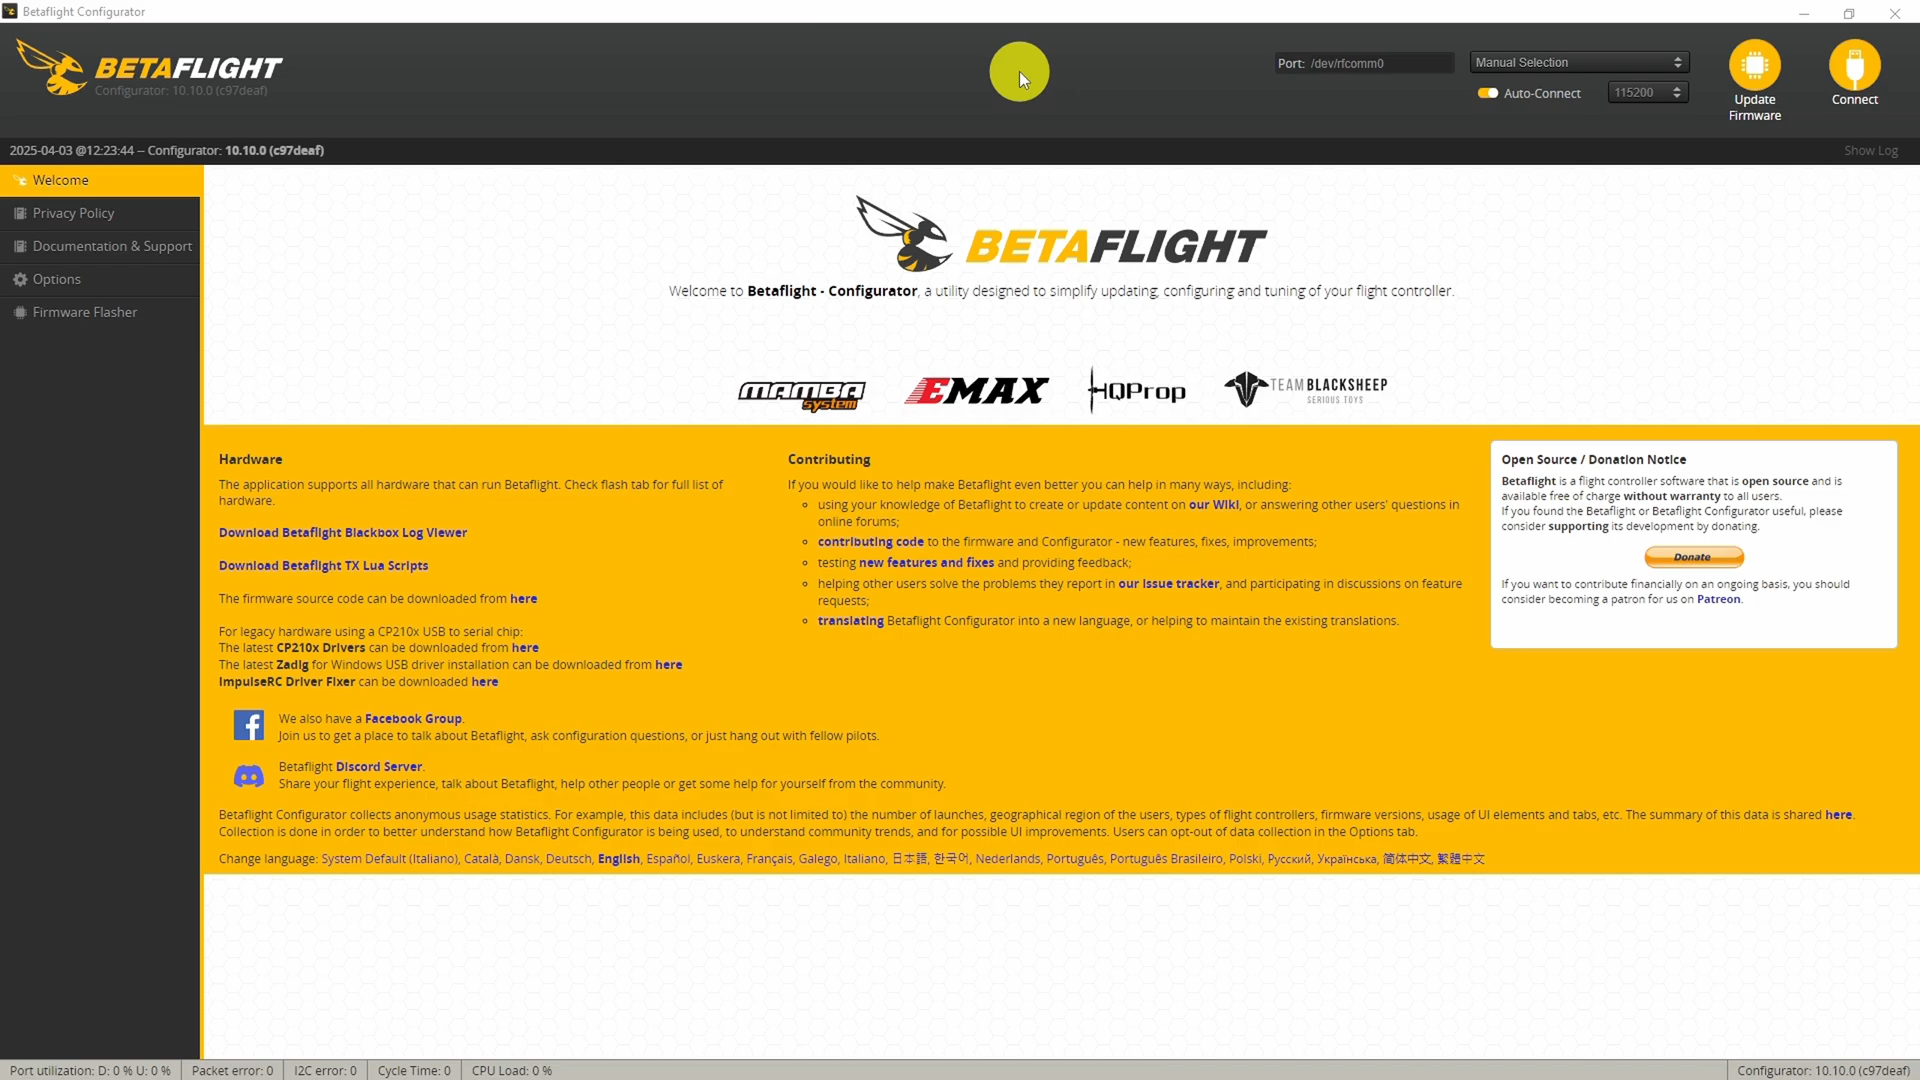 Betaflight Configurator
BETAFLIGHT
Configurator: 10.10.0 (c97deaf)
Port: /dev/rfcomm0
Manual Selection
Auto-Connect
115200
Update
Firmware
Connect
2025-04-03 @12:23:44 -- Configurator: 10.10.0 (c97deaf)
Show Log
Welcome
Privacy Policy
Documentation & Support
Options
Firmware Flasher
BETAFLIGHT
Welcome to Betaflight - Configurator, a utility designed to simplify updating, configuring and tuning of your flight controller.
MAMBA
system
EMAX
HQProp
TEAM BLACKSHEEP
SERIOUS TOYS
Hardware
The application supports all hardware that can run Betaflight. Check flash tab for full list of
hardware.
Download Betaflight Blackbox Log Viewer
Download Betaflight TX Lua Scripts
The firmware source code can be downloaded from here
For legacy hardware using a CP210x USB to serial chip:
The latest CP210x Drivers can be downloaded from here
The latest Zadig for Windows USB driver installation can be downloaded from here
ImpulseRC Driver Fixer can be downloaded here
Contributing
If you would like to help make Betaflight even better you can help in many ways, including:
using your knowledge of Betaflight to create or update content on our Wiki, or answering other users' questions in
online forums;
contributing code to the firmware and Configurator - new features, fixes, improvements;
testing new features and fixes and providing feedback;
helping other users solve the problems they report in our issue tracker, and participating in discussions on feature
requests;
translating Betaflight Configurator into a new language, or helping to maintain the existing translations.
Open Source / Donation Notice
Betaflight is a flight controller software that is open source and is
available free of charge without warranty to all users.
If you found the Betaflight or Betaflight Configurator useful, please
consider supporting its development by donating.
Donate
If you want to contribute financially on an ongoing basis, you should
consider becoming a patron for us on Patreon.
We also have a Facebook Group.
Join us to get a place to talk about Betaflight, ask configuration questions, or just hang out with fellow pilots.
Betaflight Discord Server.
Share your flight experience, talk about Betaflight, help other people or get some help for yourself from the community.
Betaflight Configurator collects anonymous usage statistics. For example, this data includes (but is not limited to) the number of launches, geographical region of the users, types of flight controllers, firmware versions, usage of UI elements and tabs, etc. The summary of this data is shared here.
Collection is done in order to better understand how Betaflight Configurator is being used, to understand community trends, and for possible UI improvements. Users can opt-out of data collection in the Options tab.
Change language: System Default (Italiano), Català, Dansk, Deutsch, English, Español, Euskera, Français, Galego, Italiano, 日本語, 한국어, Nederlands, Português, Português Brasileiro, Polski, Русский, Українська, 简体中文, 繁體中文
Port utilization: D: 0 % U: 0 %
Packet error: 0
I2C error: 0
Cycle Time: 0
CPU Load: 0 %
Configurator: 10.10.0 (c97deaf)